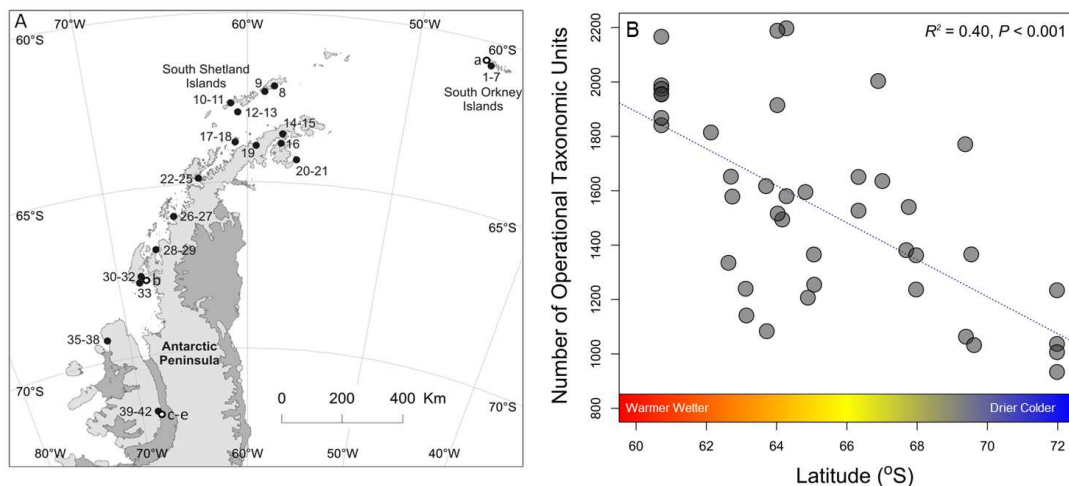 A
70°W
60°W
50°W
60°S
60°S
a
1-7
South Orkney
Islands
South Shetland
Islands
9
8
10-11
12-13
14-15
17-18
19
16
20-21
22-25
65°S
65°S
26-27
28-29
30-32
b
33
35-38
Antarctic
Peninsula
70°S
70°S
39-42
c-e
0 200 400 Km
80°W
70°W
60°W
50°W
40°W
B
R² = 0.40, P < 0.001
Number of Operational Taxonomic Units
2200
2000
1800
1600
1400
1200
1000
800
Warmer Wetter
Drier Colder
60 62 64 66 68 70 72
Latitude (°S)